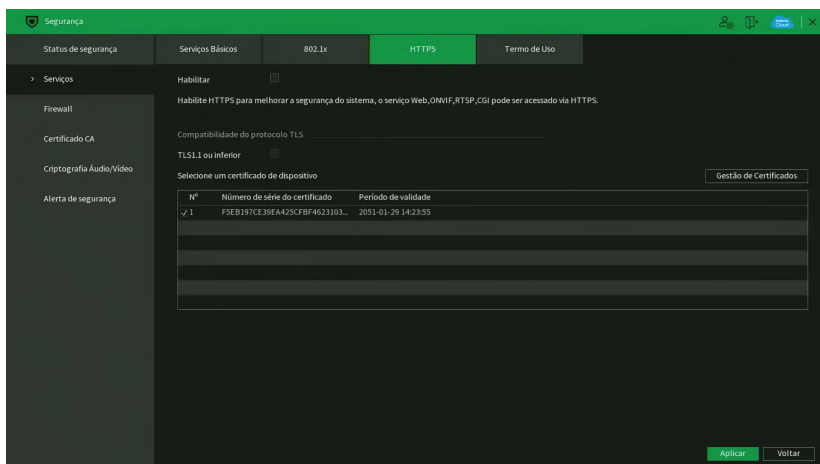 Segurança
Cloud
Status de segurança
Serviços Básicos
802.1x
HTTPS
Termo de Uso
Serviços
Firewall
Certificado CA
Criptografia Áudio/Vídeo
Alerta de segurança
Habilitar
Habilite HTTPS para melhorar a segurança do sistema, o serviço Web,ONVIF,RTSP,CGI pode ser acessado via HTTPS.
Compatibilidade do protocolo TLS
TLS1.1 ou inferior
Selecione um certificado de dispositivo
Gestão de Certificados
Nº Número de série do certificado Período de validade
1 F5EB197CE39EA425CFBF4623103... 2051-01-29 14:23:55
Aplicar
Voltar